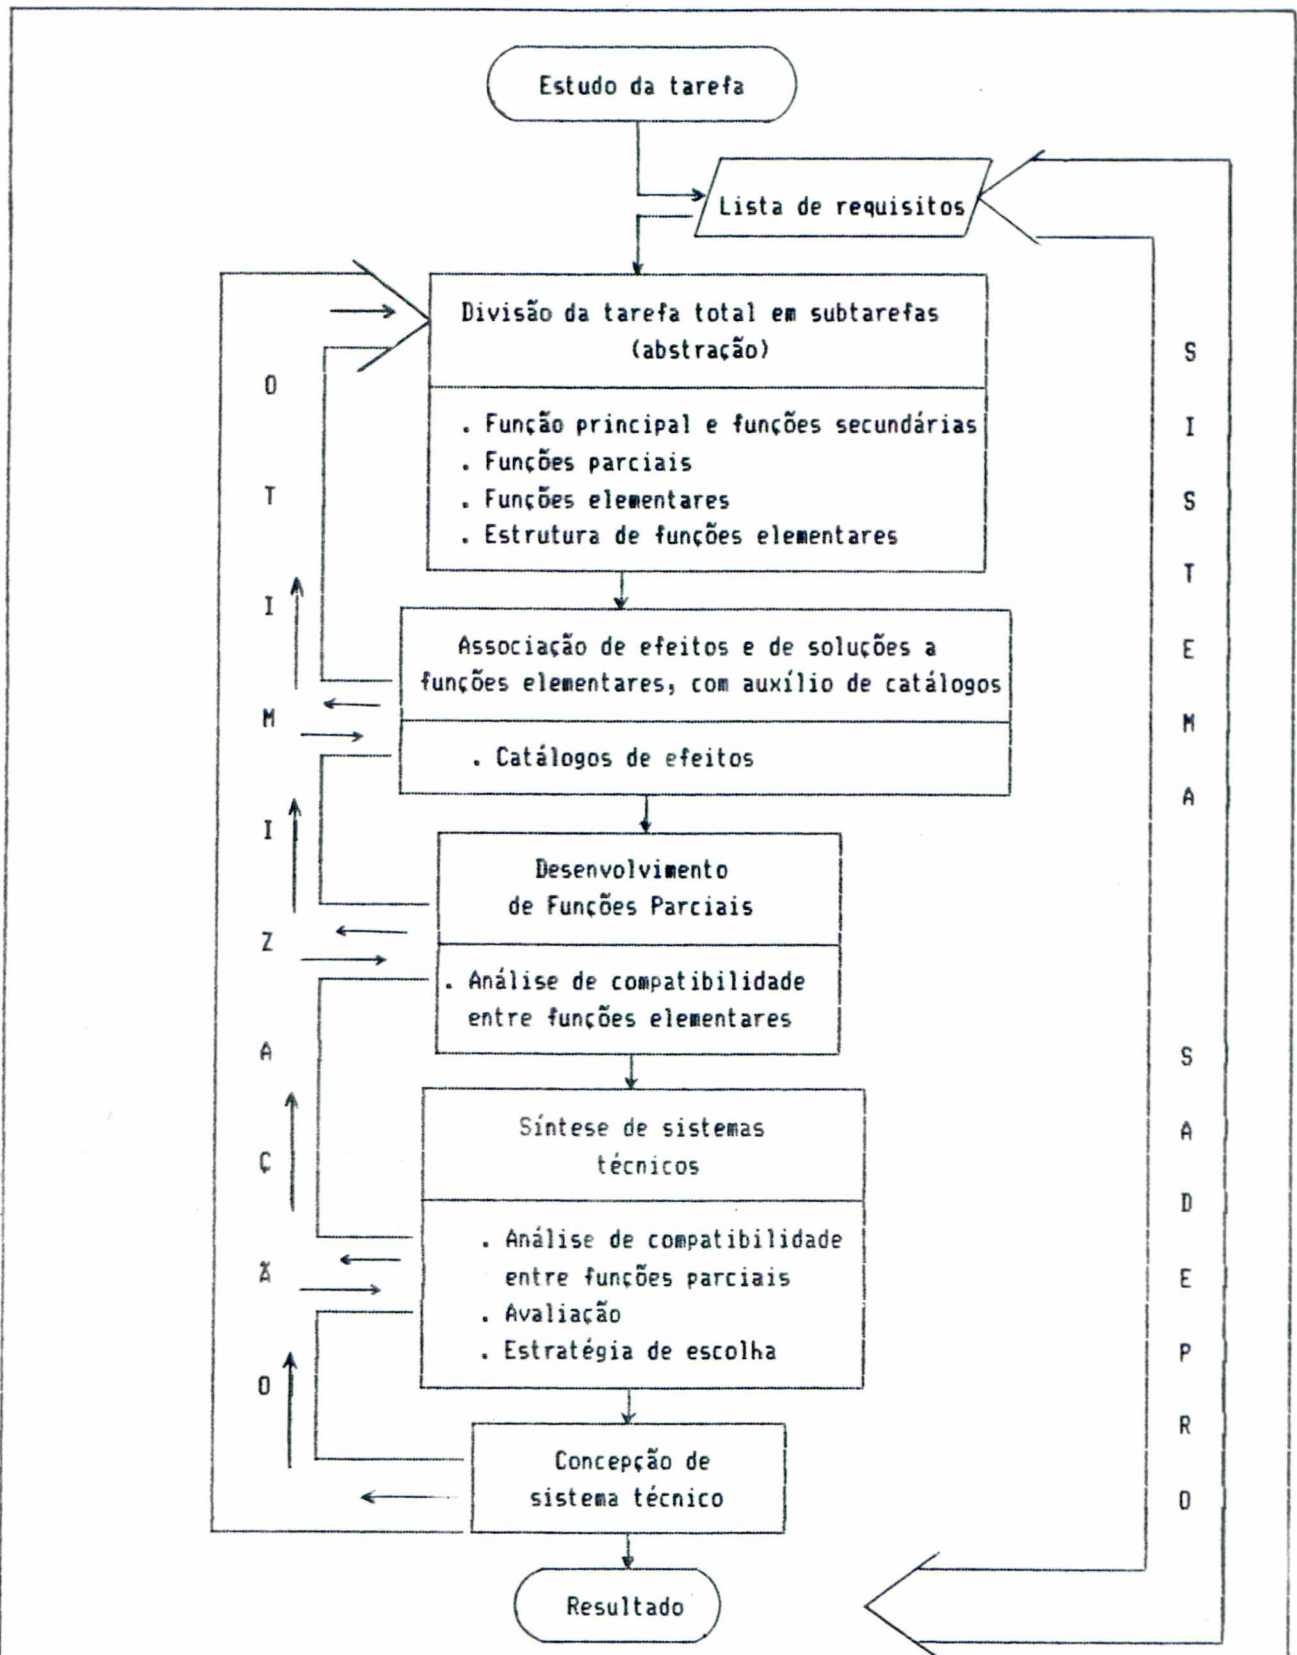 Estudo da tarefa
Lista de requisitos
Divisão da tarefa total em subtarefas
(abstração)
. Função principal e funções secundárias
. Funções parciais
. Funções elementares
. Estrutura de funções elementares
Associação de efeitos e de soluções a
funções elementares, com auxílio de catálogos
. Catálogos de efeitos
Desenvolvimento
de Funções Parciais
. Análise de compatibilidade
entre funções elementares
Síntese de sistemas
técnicos
. Análise de compatibilidade
entre funções parciais
. Avaliação
. Estratégia de escolha
Concepção de
sistema técnico
Resultado
O T I M I Z A Ç Ã O
S I S T E M A S A D E P R O